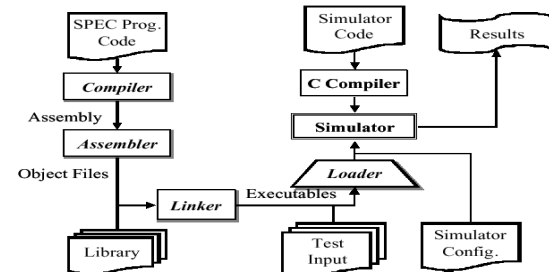 SPEC Prog.
Code
Compiler
Assembly
Assembler
Object Files
Linker
Executables
Library
Simulator
Code
C Compiler
Simulator
Loader
Test
Input
Results
Simulator
Config.